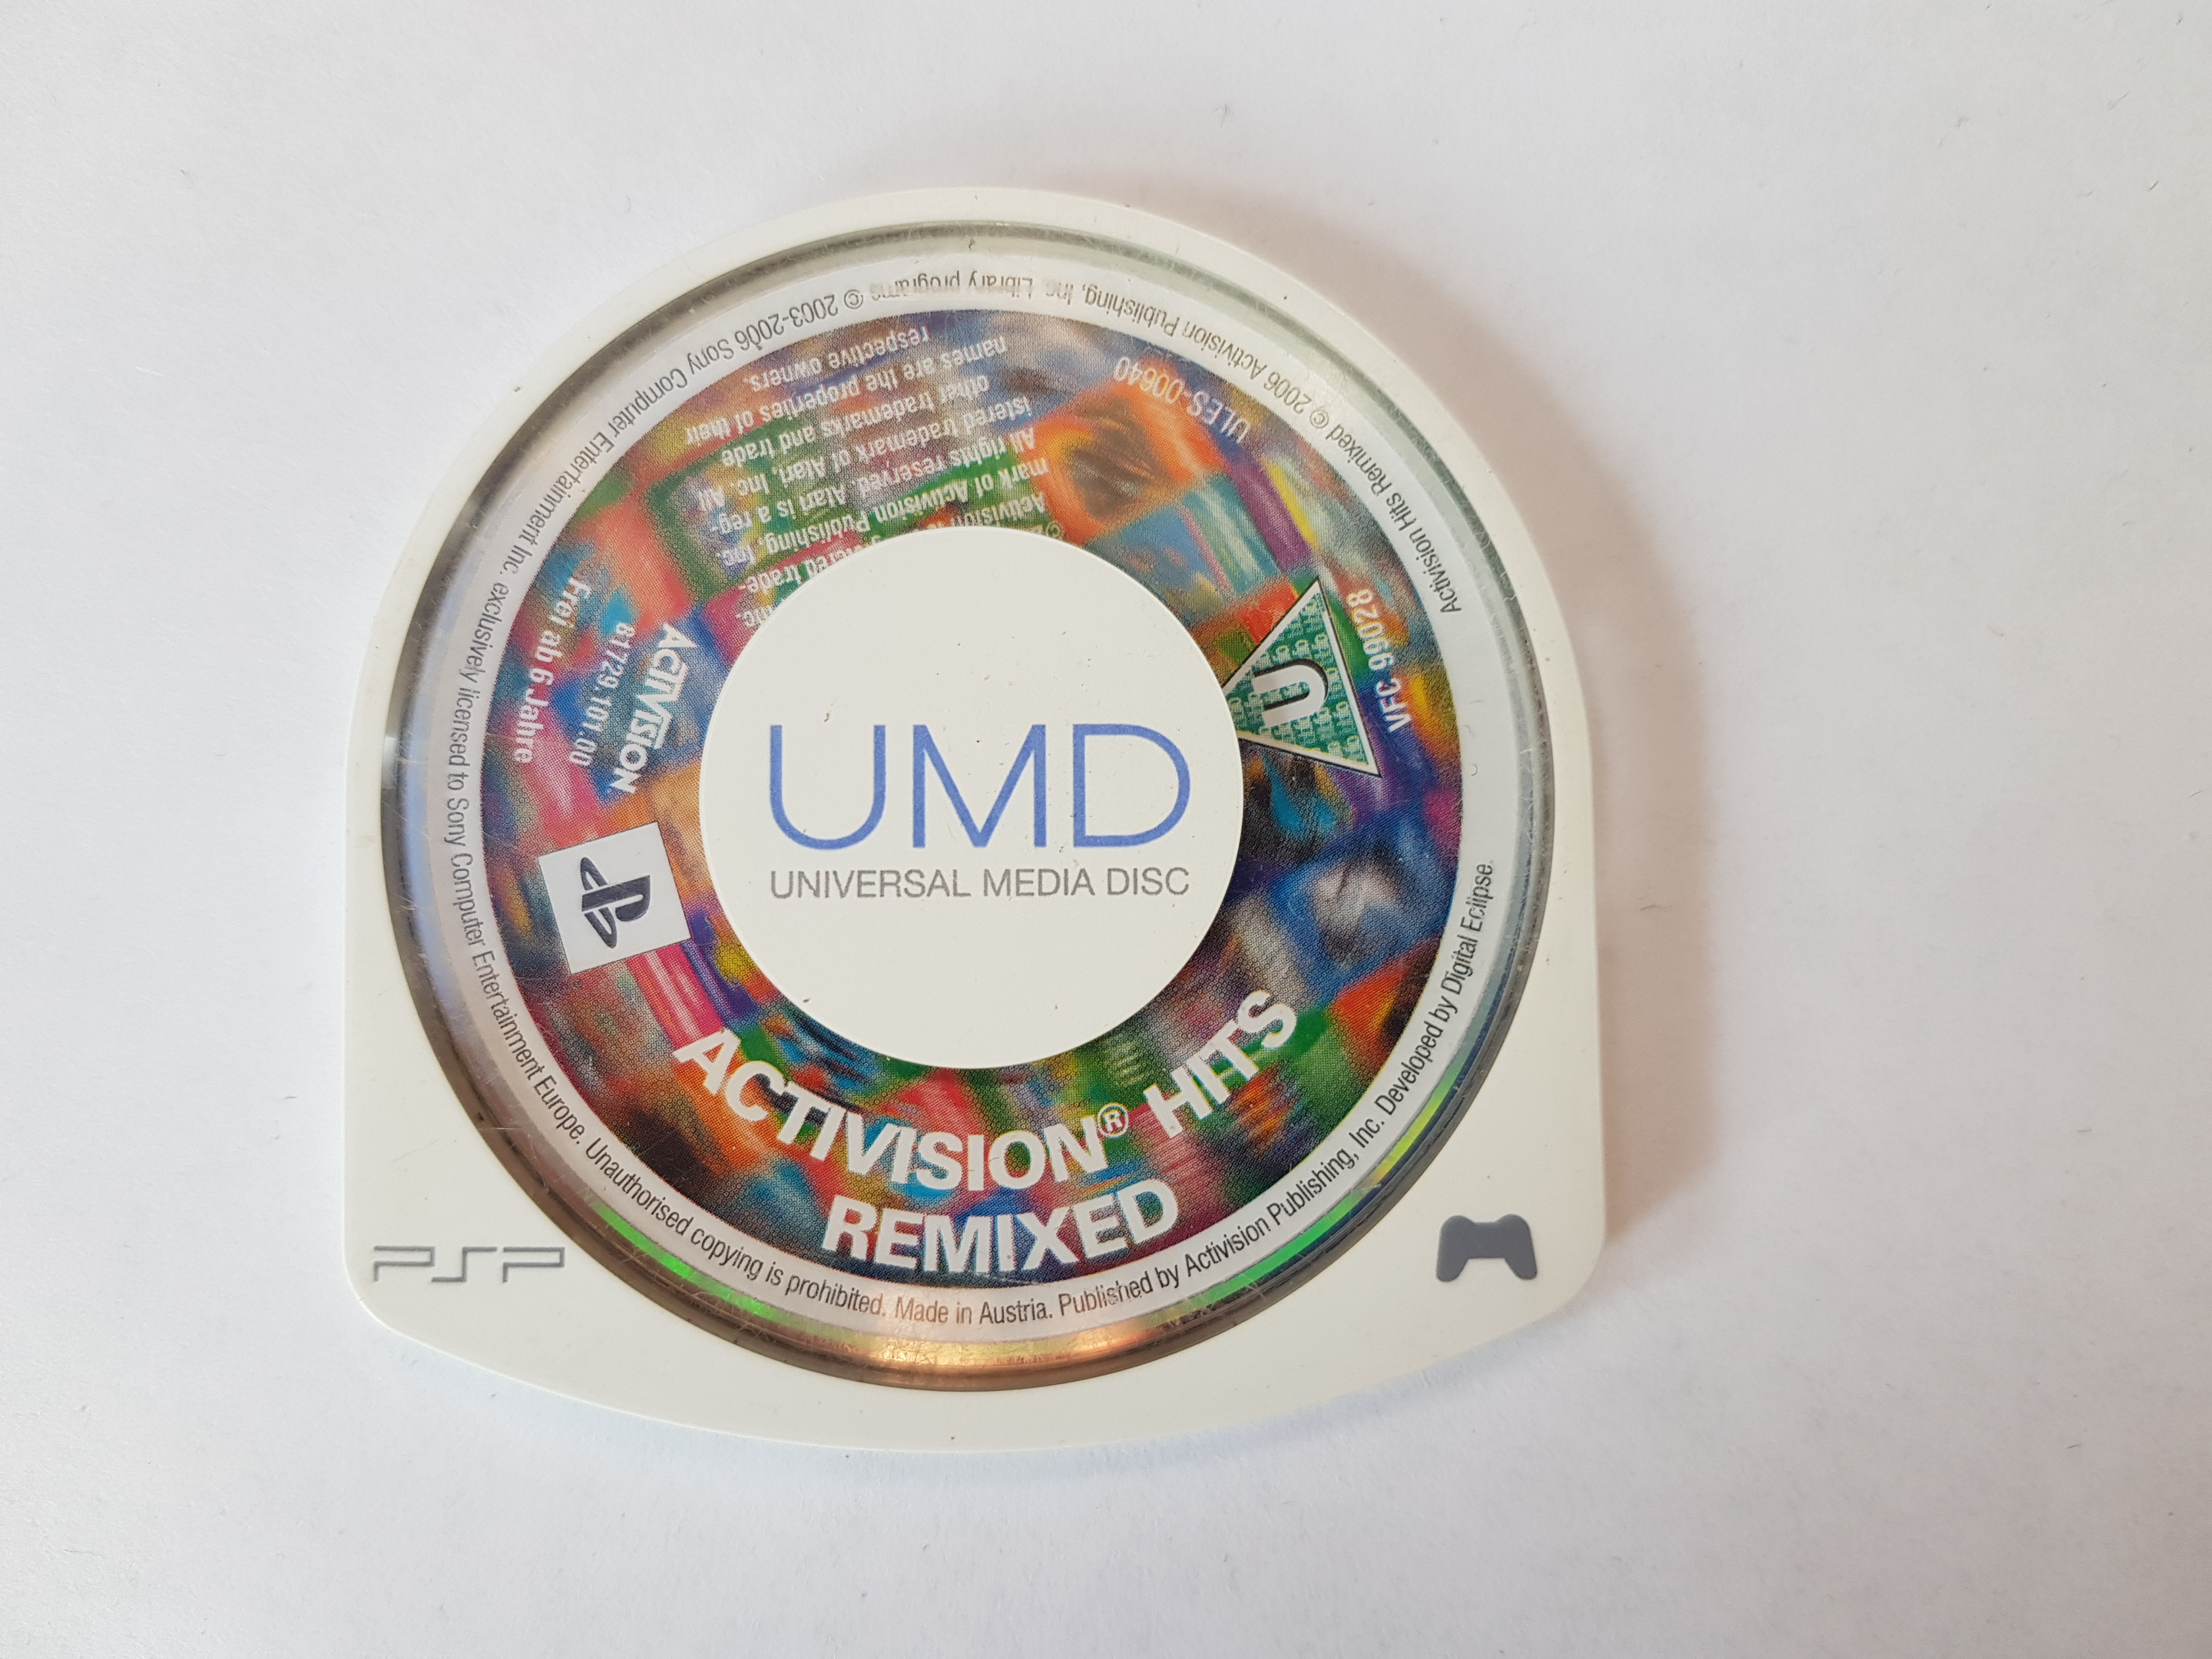 UMD
UNIVERSAL MEDIA DISC
ACTIVISION® HITS
REMIXED
PSP
ACTIVISION
81729.101.00
Frei ab 6 Jahre
U
VFC 99028
ULES-00640
Activision
mark of Activision Publishing, Inc.
All rights reserved. Atari is a reg-
istered trademark of Atari, Inc. All
other trademarks and trade
names are the properties of their
respective owners.
Library programs © 2003-2006 Sony Computer Entertainment Inc. exclusively licensed to Sony Computer Entertainment Europe. Unauthorised copying is prohibited. Made in Austria. Published by Activision Publishing, Inc. Developed by Digital Eclipse.
Activision Hits Remixed © 2006 Activision Publishing, Inc.